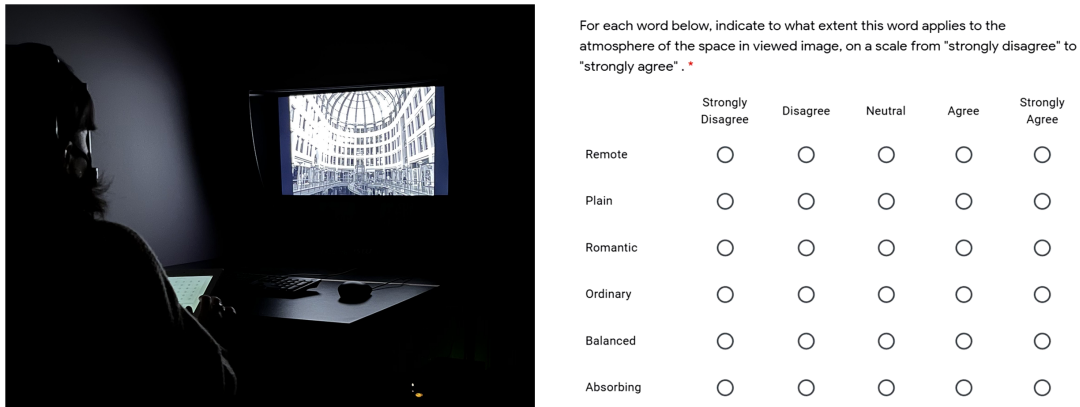 For each word below, indicate to what extent this word applies to the
atmosphere of the space in viewed image, on a scale from "strongly disagree" to
"strongly agree" . *
Strongly Disagree Disagree Neutral Agree Strongly Agree
Remote
Plain
Romantic
Ordinary
Balanced
Absorbing